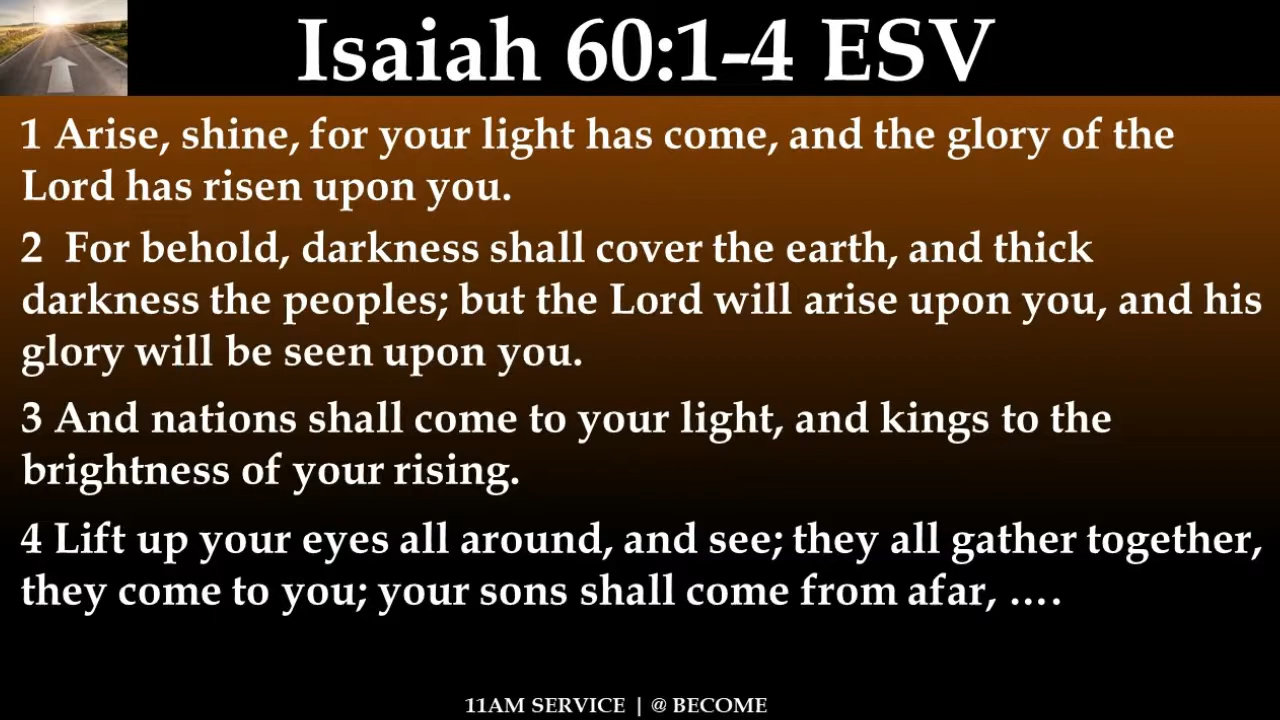 Isaiah 60:1-4 ESV
1 Arise, shine, for your light has come, and the glory of the
Lord has risen upon you.
2 For behold, darkness shall cover the earth, and thick
darkness the peoples; but the Lord will arise upon you, and his
glory will be seen upon you.
3 And nations shall come to your light, and kings to the
brightness of your rising.
4 Lift up your eyes all around, and see; they all gather together,
they come to you; your sons shall come from afar, ….
11AM SERVICE | @ BECOME